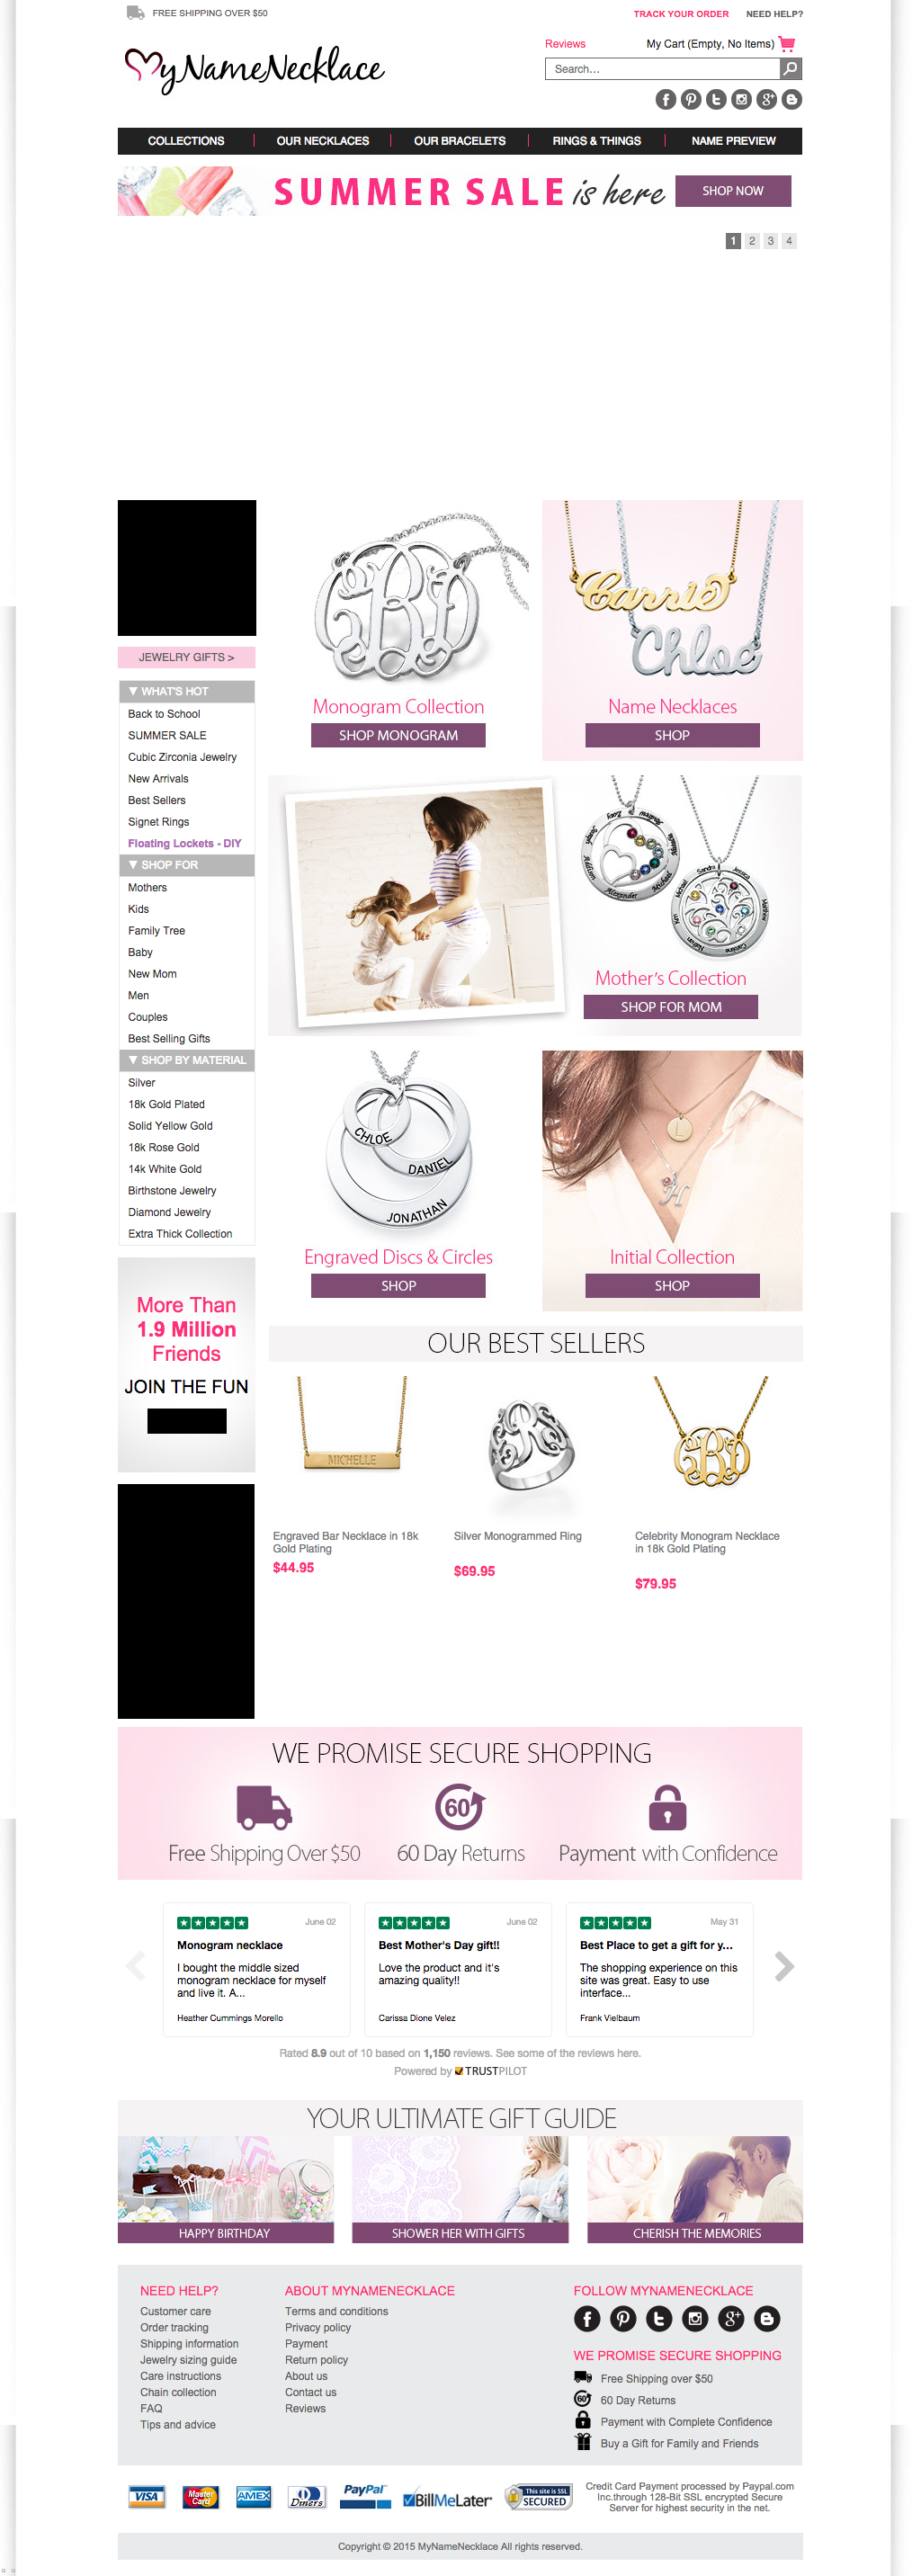 FREE SHIPPING OVER $50
TRACK YOUR ORDER NEED HELP?
MyNameNecklace
Reviews My Cart (Empty, No Items)
Search...
COLLECTIONS OUR NECKLACES OUR BRACELETS RINGS & THINGS NAME PREVIEW
SUMMER SALE is here SHOP NOW
1 2 3 4
JEWELRY GIFTS >
▼ WHAT'S HOT
Back to School
SUMMER SALE
Cubic Zirconia Jewelry
New Arrivals
Best Sellers
Signet Rings
Floating Lockets - DIY
▼ SHOP FOR
Mothers
Kids
Family Tree
Baby
New Mom
Men
Couples
Best Selling Gifts
▼ SHOP BY MATERIAL
Silver
18k Gold Plated
Solid Yellow Gold
18k Rose Gold
14k White Gold
Birthstone Jewelry
Diamond Jewelry
Extra Thick Collection
More Than
1.9 Million
Friends
JOIN THE FUN
Monogram Collection
SHOP MONOGRAM
Carrie
Chloe
Name Necklaces
SHOP
Mother's Collection
SHOP FOR MOM
CHLOE
DANIEL
JONATHAN
Engraved Discs & Circles
SHOP
L
H
Initial Collection
SHOP
OUR BEST SELLERS
MICHELLE
Engraved Bar Necklace in 18k
Gold Plating
$44.95
Silver Monogrammed Ring
$69.95
Celebrity Monogram Necklace
in 18k Gold Plating
$79.95
WE PROMISE SECURE SHOPPING
60
Free Shipping Over $50 60 Day Returns Payment with Confidence
June 02
Monogram necklace
I bought the middle sized
monogram necklace for myself
and live it. A...
Heather Cummings Morello
June 02
Best Mother's Day gift!!
Love the product and it's
amazing quality!!
Carissa Dione Velez
May 31
Best Place to get a gift for y...
The shopping experience on this
site was great. Easy to use
interface...
Frank Vielbaum
Rated 8.9 out of 10 based on 1,150 reviews. See some of the reviews here.
Powered by TRUSTPILOT
YOUR ULTIMATE GIFT GUIDE
HAPPY BIRTHDAY SHOWER HER WITH GIFTS CHERISH THE MEMORIES
NEED HELP?
Customer care
Order tracking
Shipping information
Jewelry sizing guide
Care instructions
Chain collection
FAQ
Tips and advice
ABOUT MYNAMENECKLACE
Terms and conditions
Privacy policy
Payment
Return policy
About us
Contact us
Reviews
FOLLOW MYNAMENECKLACE
WE PROMISE SECURE SHOPPING
Free Shipping over $50
60 Day Returns
Payment with Complete Confidence
Buy a Gift for Family and Friends
VISA MasterCard AMEX Diners PayPal BillMeLater This site is SSL SECURED
Credit Card Payment processed by Paypal.com
Inc.through 128-Bit SSL encrypted Secure
Server for highest security in the net.
Copyright © 2015 MyNameNecklace All rights reserved.